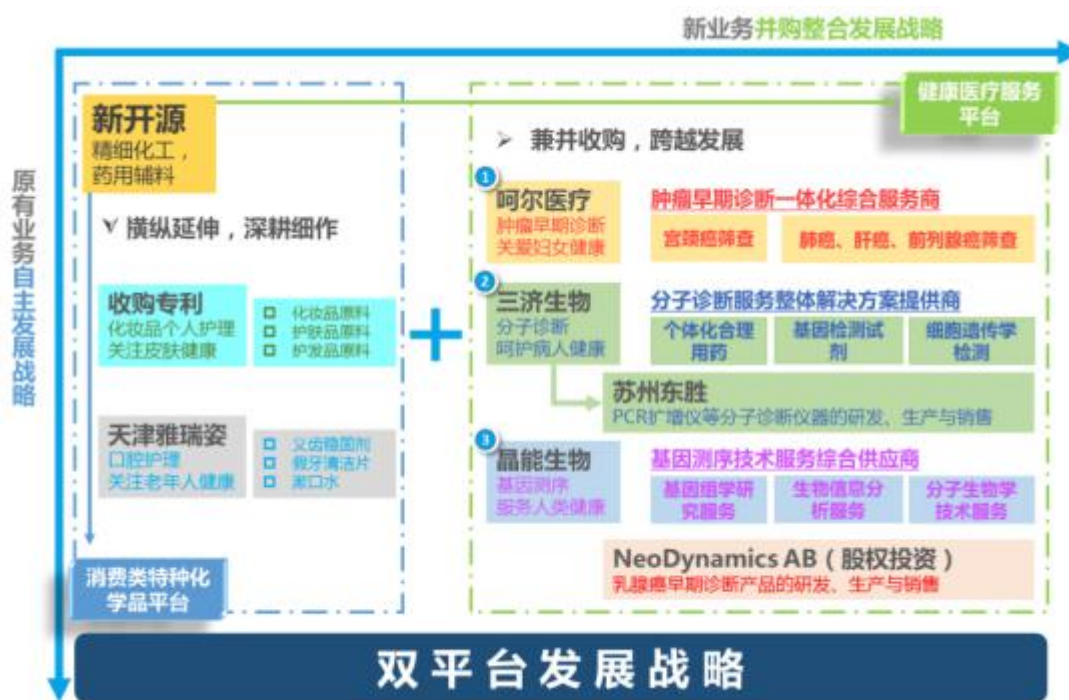 新业务并购整合发展战略
健康医疗服务
平台
新开源
精细化工，
药用辅料
兼并收购，跨越发展
原有业务自主发展战略
横纵延伸，深耕细作
1
呵尔医疗
肿瘤早期诊断
关爱妇女健康
肿瘤早期诊断一体化综合服务商
宫颈癌筛查
肺癌、肝癌、前列腺癌筛查
收购专利
化妆品个人护理
关注皮肤健康
化妆品原料
护肤品原料
护发品原料
2
三济生物
分子诊断
呵护病人健康
分子诊断服务整体解决方案提供商
个体化合理
用药
基因检测试
剂
细胞遗传学
检测
苏州东胜
PCR扩增仪等分子诊断仪器的研发、生产与销售
天津雅瑞姿
口腔护理
关注老年人健康
义齿稳固剂
假牙清洁片
漱口水
3
晶能生物
基因测序
服务人类健康
基因测序技术服务综合供应商
基因组学研
究服务
生物信息分
析服务
分子生物学
技术服务
NeoDynamics AB（股权投资）
乳腺癌早期诊断产品的研发、生产与销售
消费类特种化
学品平台
双平台发展战略